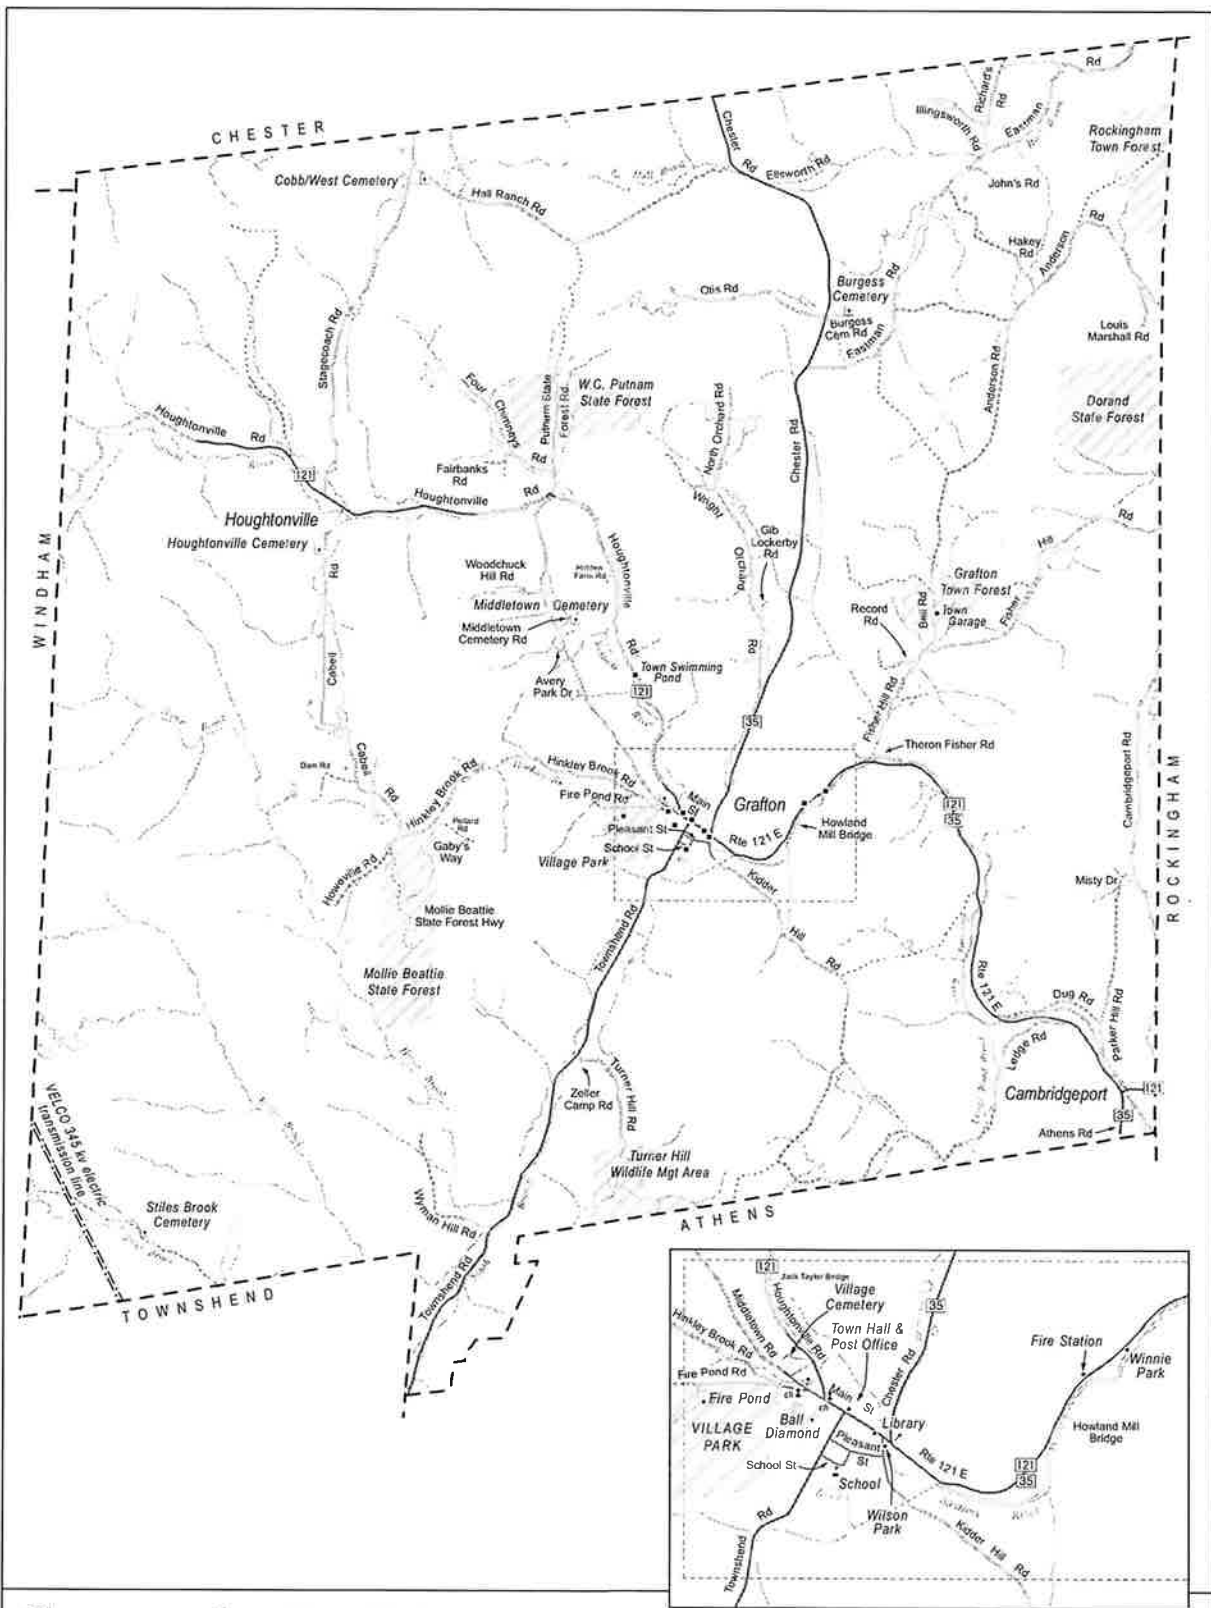 CHESTER
Cobb/West Cemetery
Hall Ranch Rd
Chester
Rd
Ellsworth Rd
Illingsworth Rd
Richard's
Rd
Eastman
Rd
Rockingham
Town Forest
John's Rd
Hakey
Rd
Anderson
Rd
Louis
Marshall Rd
Burgess
Cemetery
Rd
Burgess
Cem Rd
Eastman
Otis Rd
Stagecoach Rd
Four
Chimneys
Rd
Putnam State
Forest Rd
W.C. Putnam
State Forest
North Orchard Rd
Chester Rd
Anderson Rd
Dorand
State Forest
Houghtonville
Rd
121
Fairbanks
Rd
Houghtonville
Rd
Wright
Orchard
Rd
Gib
Lockerby
Rd
Houghtonville
Houghtonville Cemetery
WINDHAM
Rd
Cabell
Woodchuck
Hill Rd
Farm Rd
Houghtonville
Rd
Middletown Cemetery
Middletown
Cemetery Rd
Avery
Park Dr
Town Swimming
Pond
121
35
Record
Rd
Bell Rd
Grafton
Town Forest
Town
Garage
Fisher
Hill
Rd
Fisher Hill Rd
Theron Fisher Rd
Cambridgeport Rd
ROCKINGHAM
Cabell
Rd
Hinkley Brook Rd
Hinkley Brook Rd
Fire Pond Rd
Main
St
Grafton
Pleasant St
School St
Rte 121 E
Howland
Mill Bridge
121
35
Gaby's
Way
Village Park
Howeville Rd
Mollie Beattie
State Forest Hwy
Mollie Beattie
State Forest
Kidder
Hill
Rd
Townshend Rd
Misty Dr
Rte 121 E
Dug Rd
Ledge Rd
Parker Hill Rd
Cambridgeport
121
35
Athens Rd
Zeller
Camp Rd
Turner Hill Rd
Turner Hill
Wildlife Mgt Area
VELCO 345 kv electric
transmission line
Stiles Brook
Cemetery
Wyman Hill Rd
Townshend Rd
TOWNSHEND
ATHENS
121
Jack Taylor Bridge
Village
Cemetery
Middletown Rd
Houghtonville Rd
Town Hall &
Post Office
35
Hinkley Brook Rd
Fire Pond Rd
Fire Pond
ch
ch
Main
St
Chester Rd
Library
Fire Station
Winnie
Park
VILLAGE
PARK
Ball
Diamond
Pleasant
St
School St
School
Rte 121 E
Howland Mill
Bridge
121
35
Wilson
Park
Townshend
Rd
Kidder Hill Rd